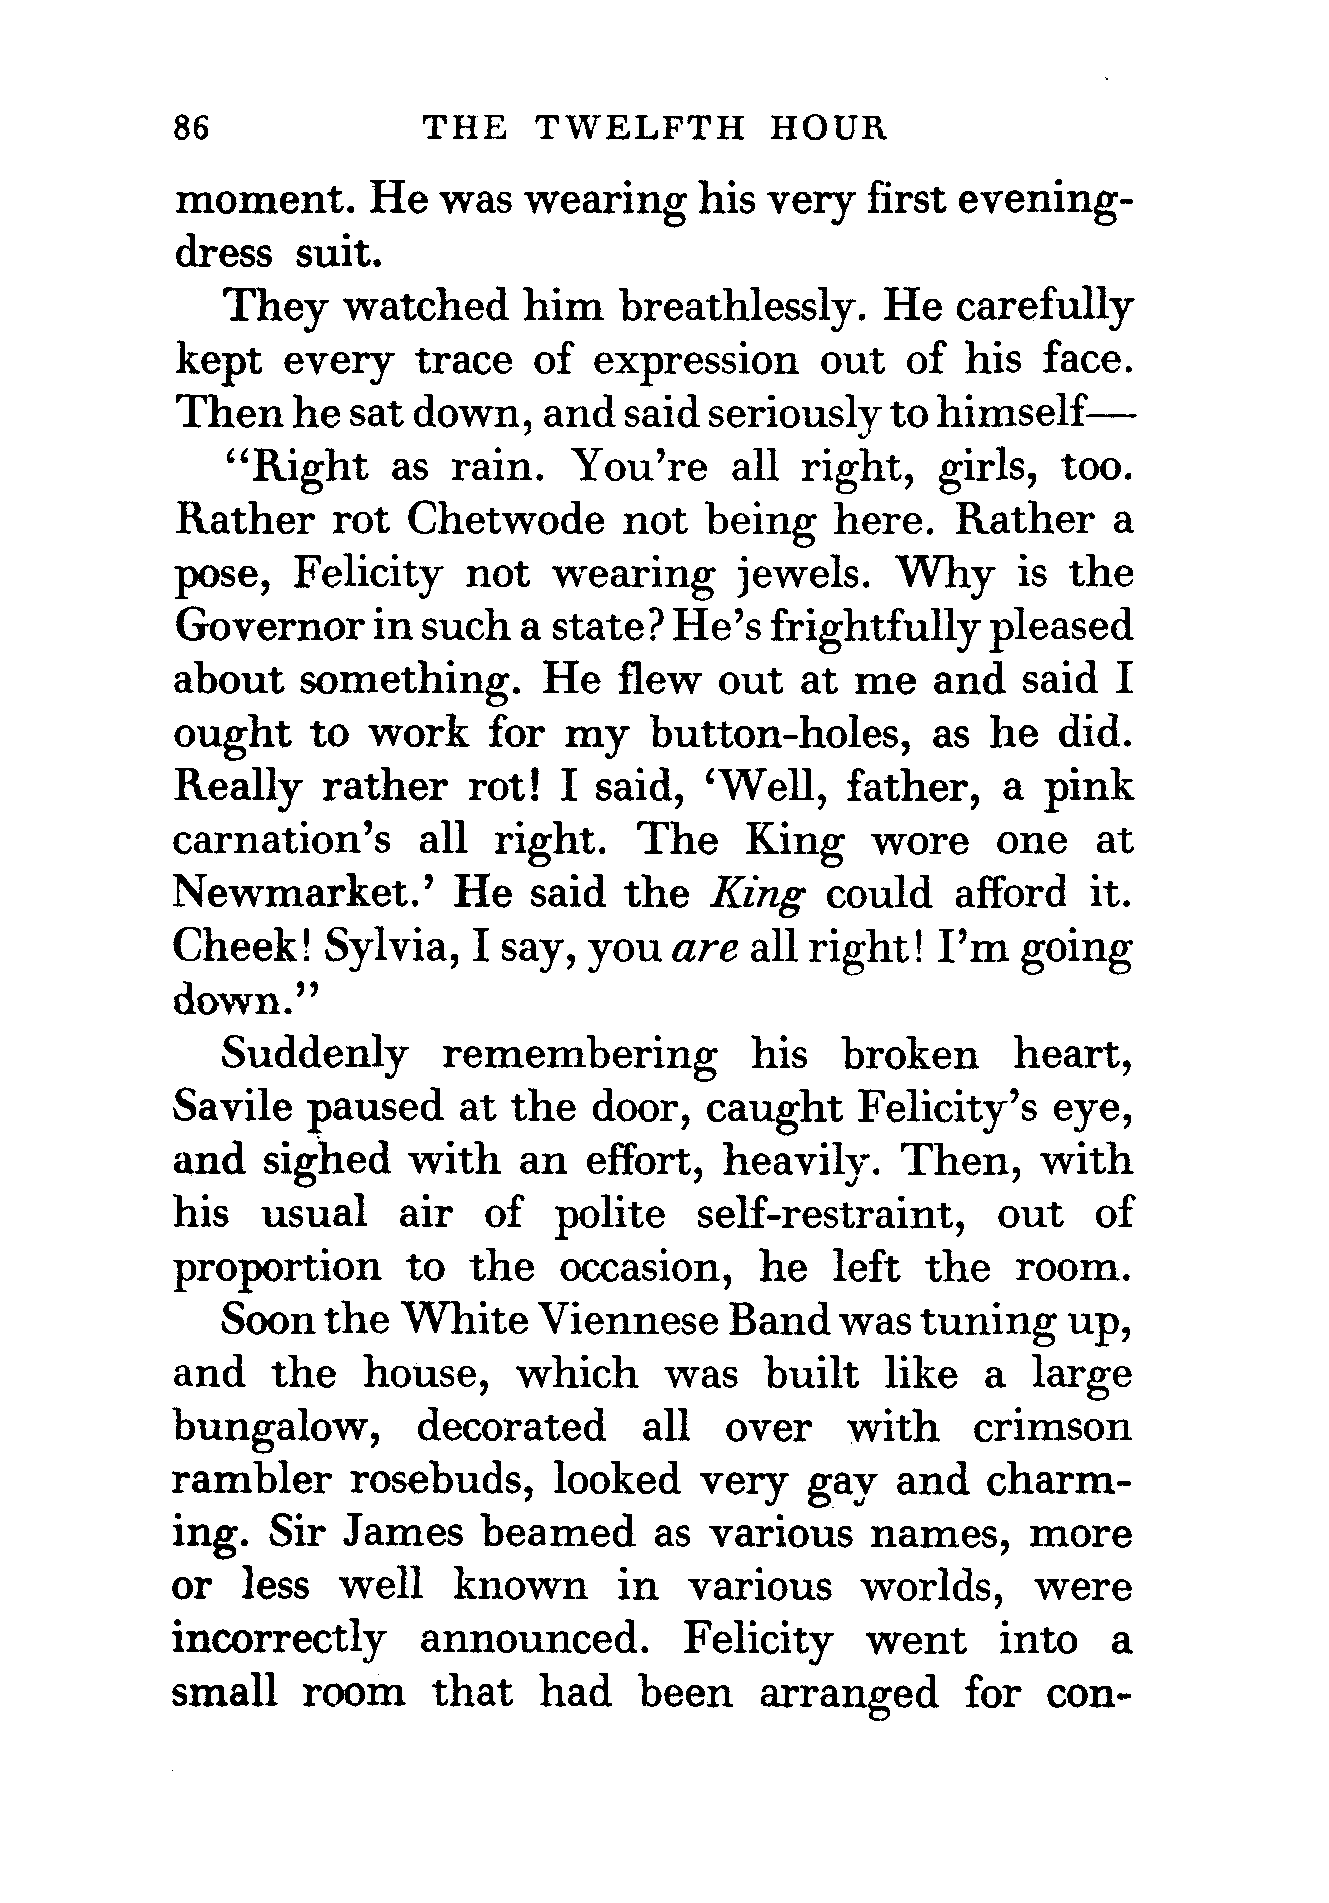 86 THE TWELFTH HOUR
moment. He was wearing his very first evening-
dress suit.
They watched him breathlessly. He carefully
kept every trace of expression out of his face.
Then he sat down, and said seriously to himself—
“Right as rain. You’re all right, girls, too.
Rather rot Chetwode not being here. Rather a
pose, Felicity not wearing jewels. Why is the
Governor in such a state? He’s frightfully pleased
about something. He flew out at me and said I
ought to work for my button-holes, as he did.
Really rather rot! I said, ‘Well, father, a pink
carnation’s all right. The King wore one at
Newmarket.’ He said the King could afford it.
Cheek! Sylvia, I say, you are all right! I’m going
down.”
Suddenly remembering his broken heart,
Savile paused at the door, caught Felicity’s eye,
and sighed with an effort, heavily. Then, with
his usual air of polite self-restraint, out of
proportion to the occasion, he left the room.
Soon the White Viennese Band was tuning up,
and the house, which was built like a large
bungalow, decorated all over with crimson
rambler rosebuds, looked very gay and charm-
ing. Sir James beamed as various names, more
or less well known in various worlds, were
incorrectly announced. Felicity went into a
small room that had been arranged for con-